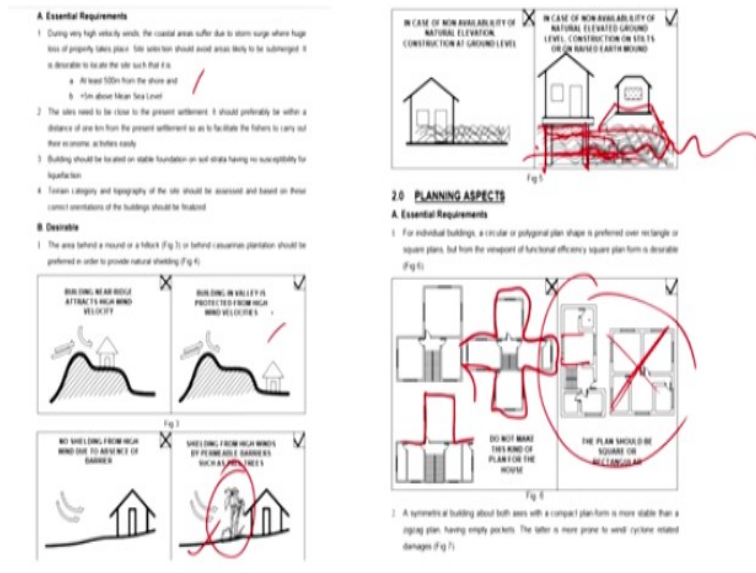 A. Essential Requirements
1 During very high velocity winds, the coastal areas suffer due to storm surge where huge
loss of property takes place. Site selection should avoid areas likely to be submerged. It
is desirable to locate the site such that it is
a At least 500m from the shore and
b +5m above Mean Sea Level
2 The sites need to be close to the present settlement. It should preferably be within a
distance of one km from the present settlement so as to facilitate the fishers to carry out
their economic activities easily
3 Building should be located on stable foundation on soil strata having no susceptibility for
liquefaction
4 Terrain category and topography of the site should be assessed and based on these
correct orientations of the buildings should be finalized
B. Desirable
1 The area behind a mound or a hillock (Fig 3) or behind casuarinas plantation should be
preferred in order to provide natural shielding (Fig 4)
BUILDING NEAR RIDGE
ATTRACTS HIGH WIND
VELOCITY
BUILDING IN VALLEY IS
PROTECTED FROM HIGH
WIND VELOCITIES
Fig 3
NO SHIELDING FROM HIGH
WIND DUE TO ABSENCE OF
BARRIER
SHIELDING FROM HIGH WINDS
BY PERMEABLE BARRIERS
SUCH AS TREES
IN CASE OF NON AVAILABILITY OF
NATURAL ELEVATION,
CONSTRUCTION AT GROUND LEVEL
IN CASE OF NON AVAILABILITY OF
NATURAL ELEVATED GROUND
LEVEL, CONSTRUCTION ON STILTS
OR ON RAISED EARTH MOUND
Fig 5
2.0 PLANNING ASPECTS
A. Essential Requirements
1 For individual buildings, a circular or polygonal plan shape is preferred over rectangle or
square plans, but from the viewpoint of functional efficiency square plan form is desirable
(Fig 6)
DO NOT MAKE
THIS KIND OF
PLAN FOR THE
HOUSE
THE PLAN SHOULD BE
SQUARE OR
RECTANGULAR
Fig. 6
2 A symmetrical building about both axes with a compact plan-form is more stable than a
zigzag plan, having empty pockets. The latter is more prone to wind/ cyclone related
damages (Fig 7)